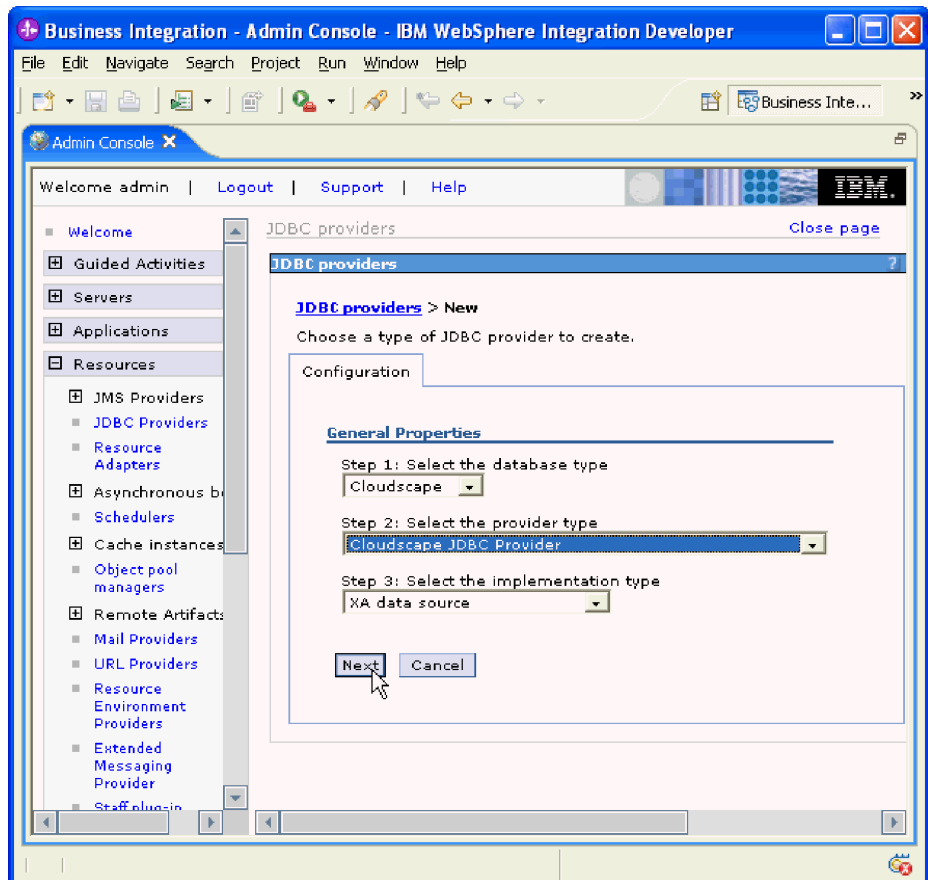 Business Integration - Admin Console - IBM WebSphere Integration Developer
File Edit Navigate Search Project Run Window Help
Business Inte...
Admin Console
Welcome admin | Logout | Support | Help
IBM.
Welcome
Guided Activities
Servers
Applications
Resources
JMS Providers
JDBC Providers
Resource
Adapters
Asynchronous be
Schedulers
Cache instances
Object pool
managers
Remote Artifacts
Mail Providers
URL Providers
Resource
Environment
Providers
Extended
Messaging
Provider
Staff plug-in
JDBC providers
Close page
JDBC providers
?
JDBC providers > New
Choose a type of JDBC provider to create.
Configuration
General Properties
Step 1: Select the database type
Cloudscape
Step 2: Select the provider type
Cloudscape JDBC Provider
Step 3: Select the implementation type
XA data source
Next Cancel